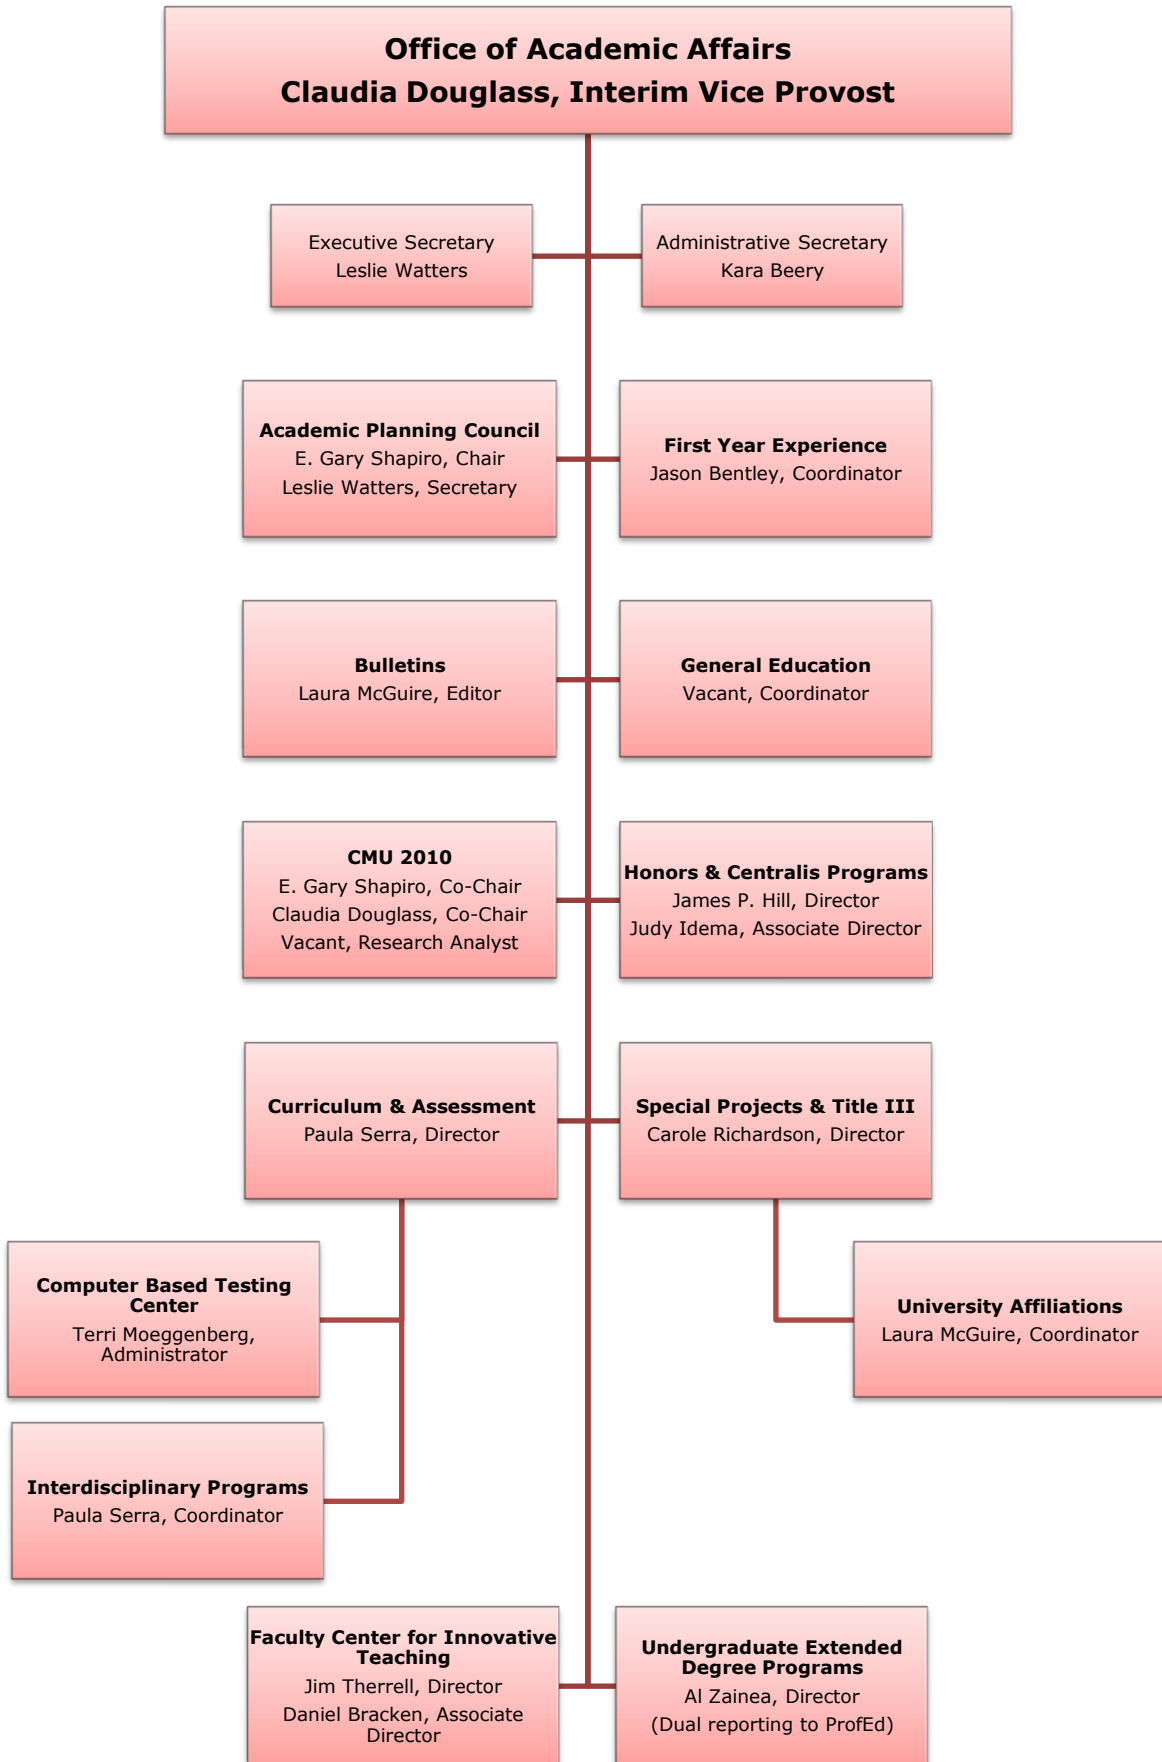 Office of Academic Affairs
Claudia Douglass, Interim Vice Provost
Executive Secretary
Leslie Watters
Administrative Secretary
Kara Beery
Academic Planning Council
E. Gary Shapiro, Chair
Leslie Watters, Secretary
First Year Experience
Jason Bentley, Coordinator
Bulletins
Laura McGuire, Editor
General Education
Vacant, Coordinator
CMU 2010
E. Gary Shapiro, Co-Chair
Claudia Douglass, Co-Chair
Vacant, Research Analyst
Honors & Centralis Programs
James P. Hill, Director
Judy Idema, Associate Director
Curriculum & Assessment
Paula Serra, Director
Special Projects & Title III
Carole Richardson, Director
Computer Based Testing
Center
Terri Moeggenberg,
Administrator
University Affiliations
Laura McGuire, Coordinator
Interdisciplinary Programs
Paula Serra, Coordinator
Faculty Center for Innovative
Teaching
Jim Therrell, Director
Daniel Bracken, Associate
Director
Undergraduate Extended
Degree Programs
Al Zainea, Director
(Dual reporting to ProfEd)